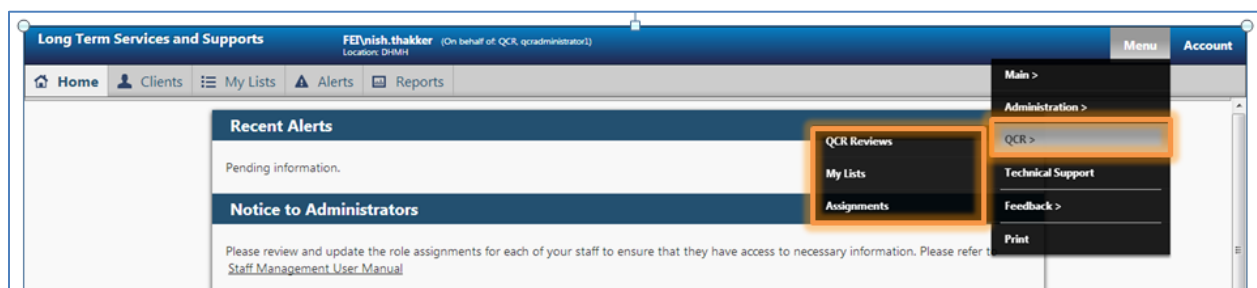 Long Term Services and Supports
FEI\nish.thakker (On behalf of: QCR, qcradministrator1)
Location: DHMH
Menu Account
Home Clients My Lists Alerts Reports
Main >
Administration >
QCR >
Technical Support
Feedback >
Print
QCR Reviews
My Lists
Assignments
Recent Alerts
Pending information.
Notice to Administrators
Please review and update the role assignments for each of your staff to ensure that they have access to necessary information. Please refer to
Staff Management User Manual